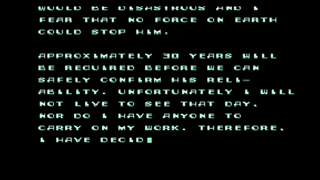 WOULD BE DISASTROUS AND I
FEAR THAT NO FORCE ON EARTH
COULD STOP HIM.
APPROXIMATELY 30 YEARS WILL
BE REQUIRED BEFORE WE CAN
SAFELY CONFIRM HIS RELI-
ABILITY. UNFORTUNATELY I WILL
NOT LIVE TO SEE THAT DAY,
NOR DO I HAVE ANYONE TO
CARRY ON MY WORK. THEREFORE,
I HAVE DECID